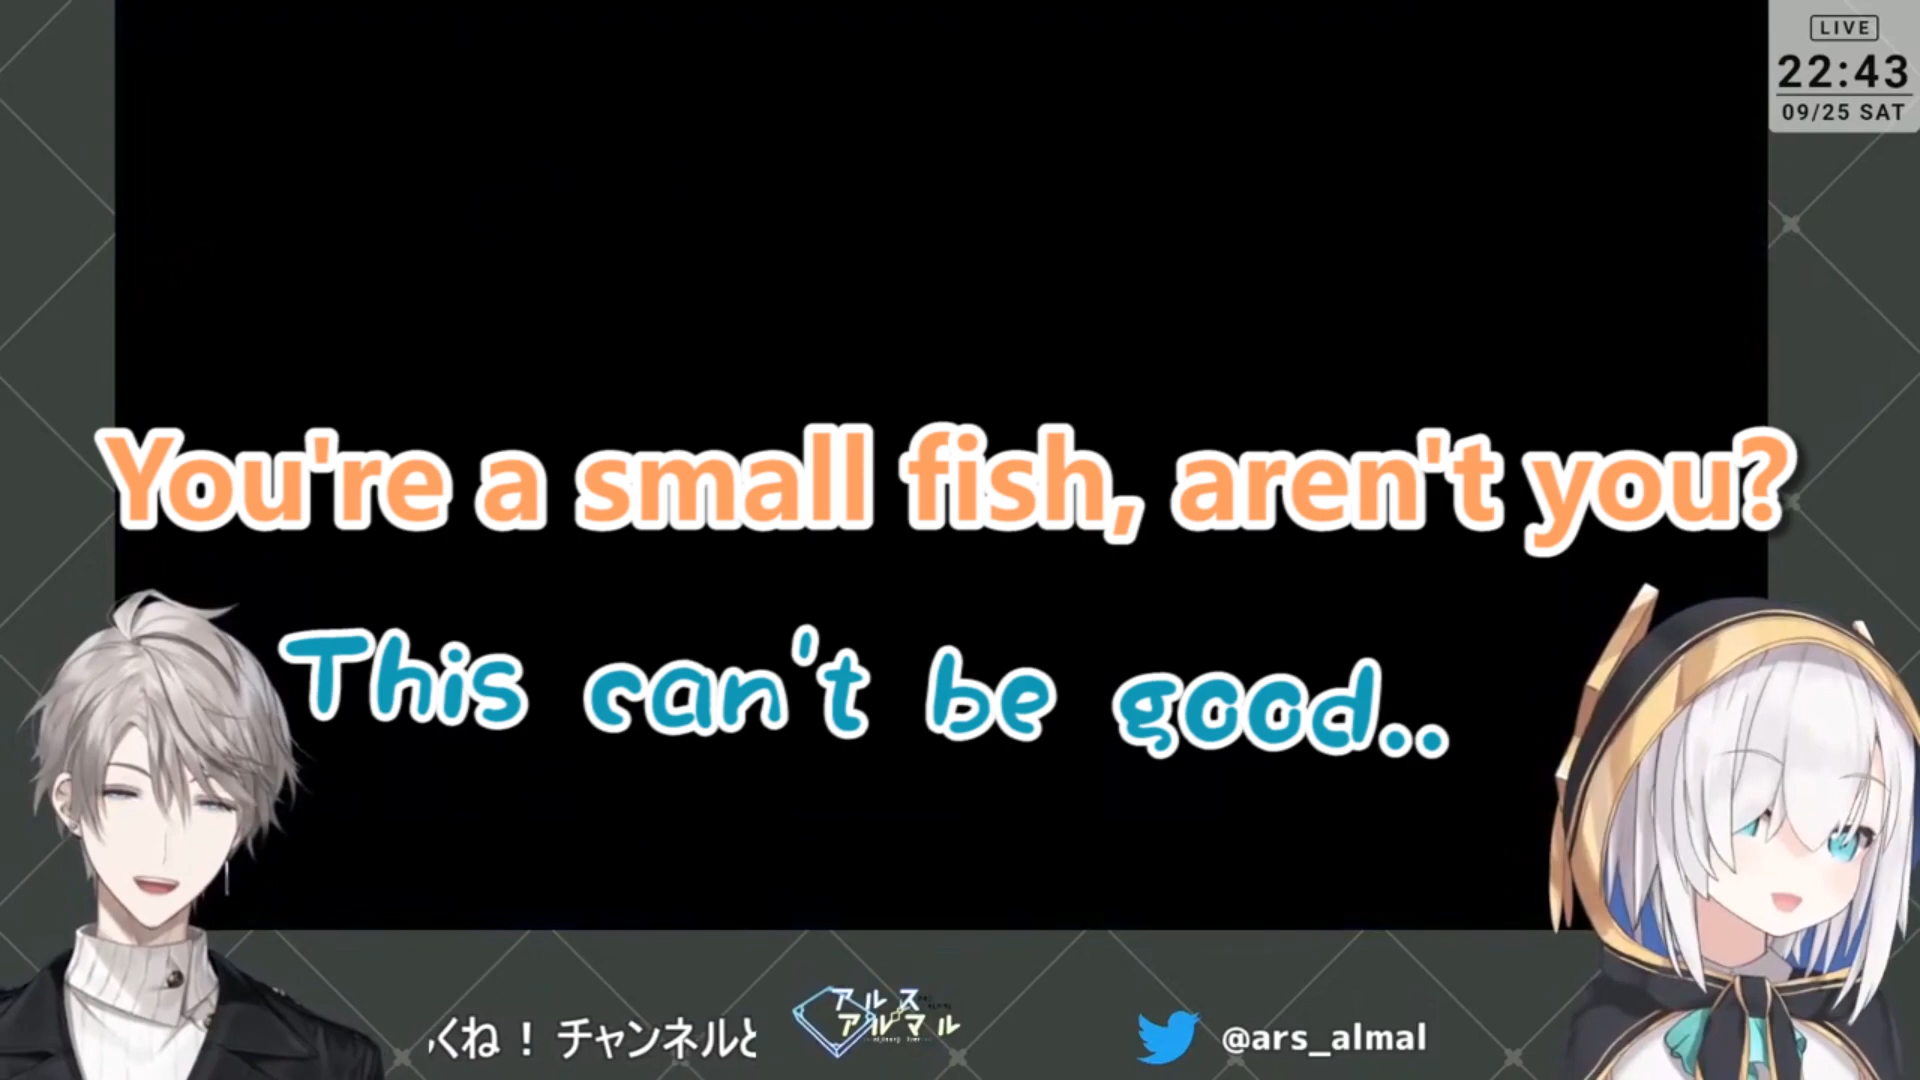 LIVE
22:43
09/25 SAT
You're a small fish, aren't you?
This can't be good..
くね！ チャンネルと
アルス
アルマル
@ars_almal